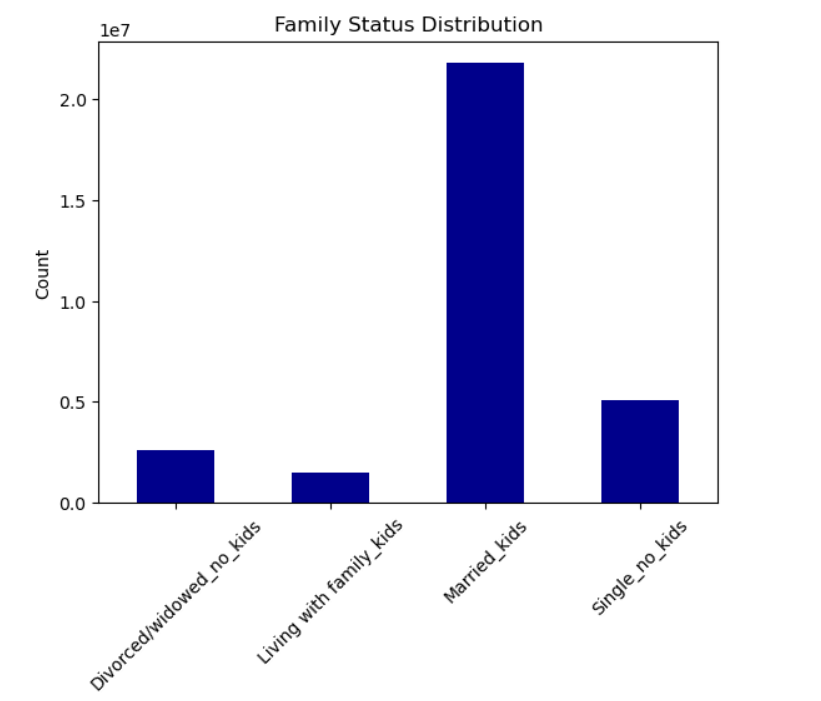 Family Status Distribution
1e7
2.0
1.5
1.0
0.5
0.0
Count
Divorced/widowed_no_kids
Living with family_kids
Married_kids
Single_no_kids